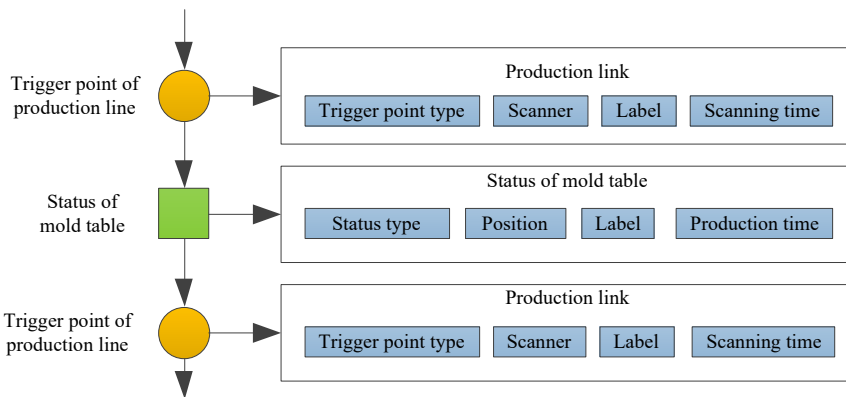 Trigger point of
production line
Production link
Trigger point type
Scanner
Label
Scanning time
Status of
mold table
Status of mold table
Status type
Position
Label
Production time
Trigger point of
production line
Production link
Trigger point type
Scanner
Label
Scanning time